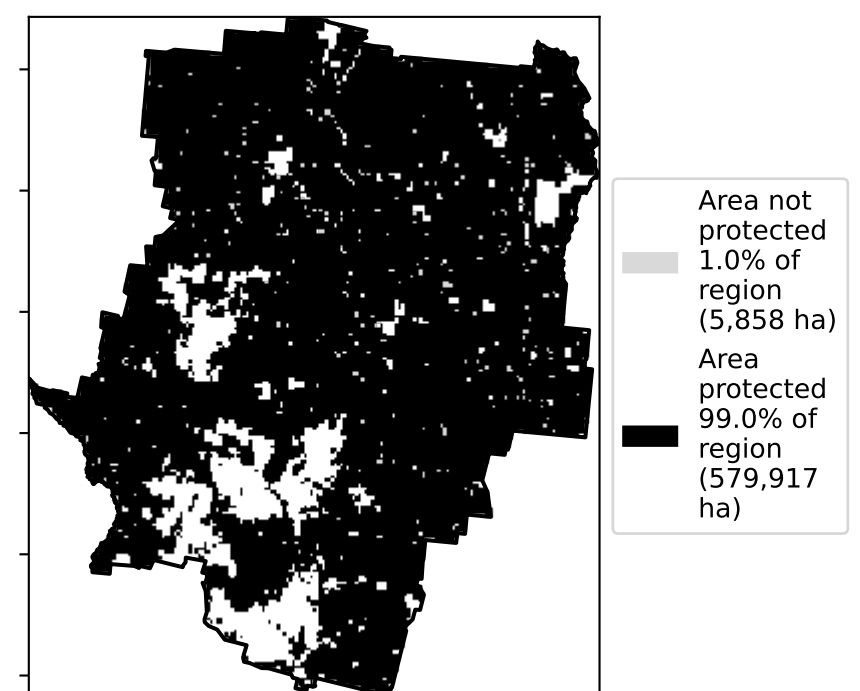 Area not
protected
1.0% of
region
(5,858 ha)
Area
protected
99.0% of
region
(579,917
ha)